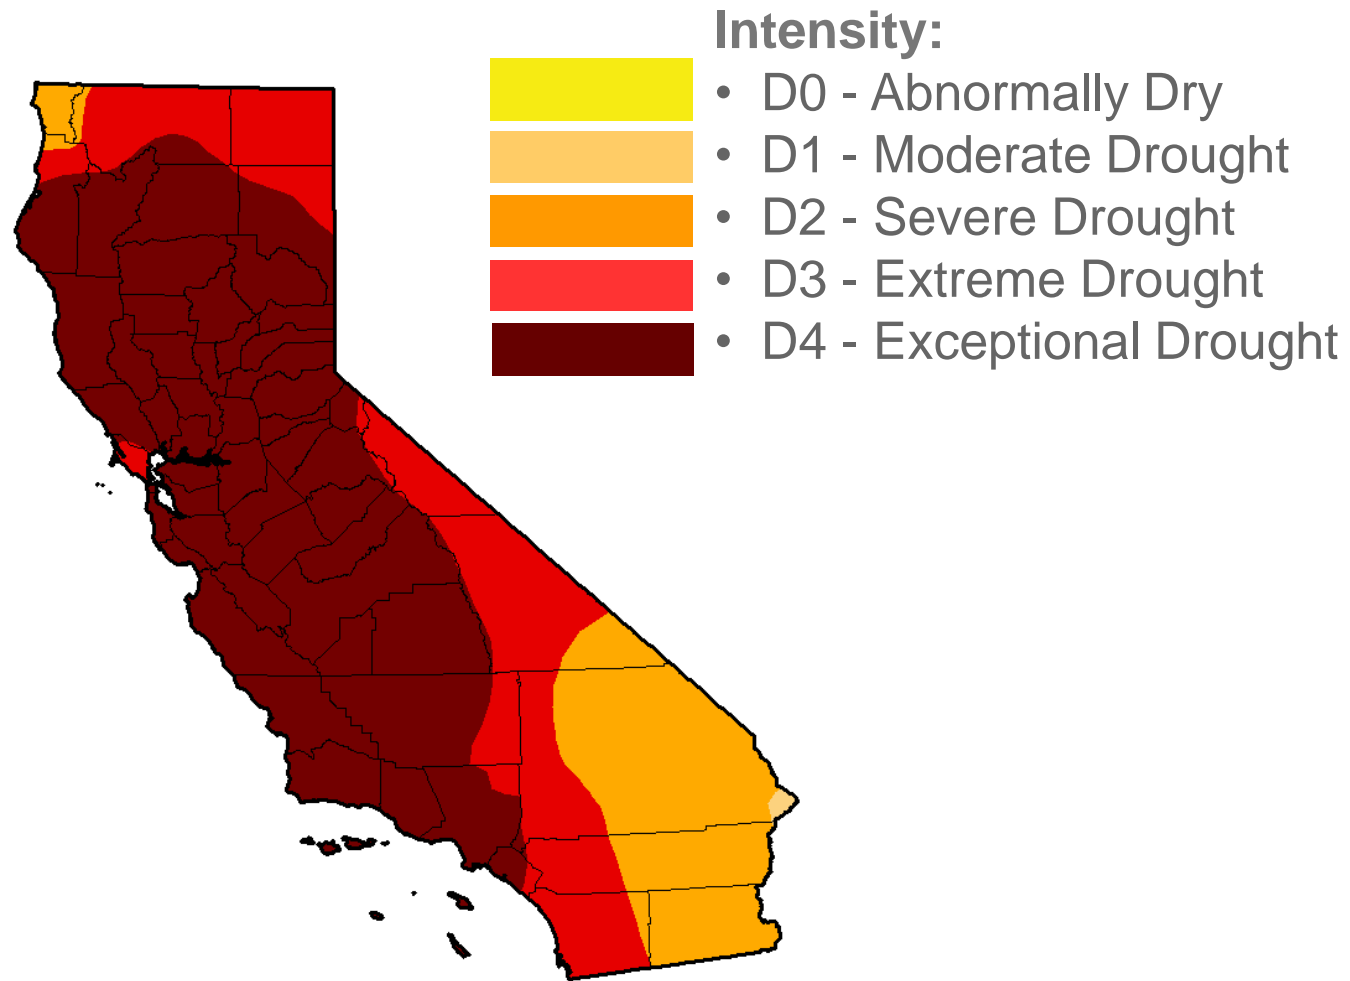 Intensity:
• D0 - Abnormally Dry
• D1 - Moderate Drought
• D2 - Severe Drought
• D3 - Extreme Drought
• D4 - Exceptional Drought